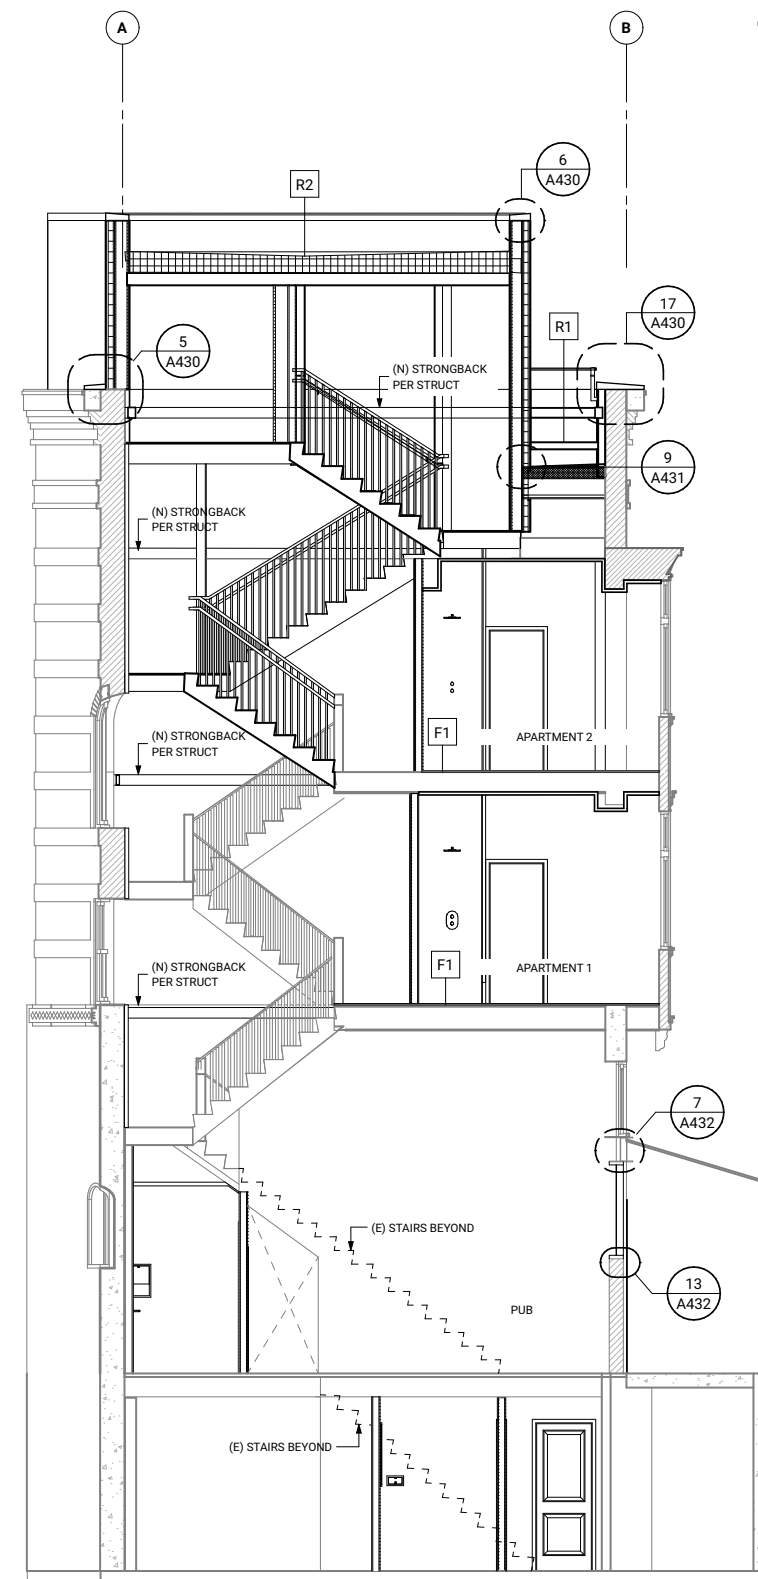 A
B
6
A430
R2
17
A430
R1
5
A430
(N) STRONGBACK
PER STRUCT
9
A431
(N) STRONGBACK
PER STRUCT
(N) STRONGBACK
PER STRUCT
F1
APARTMENT 2
(N) STRONGBACK
PER STRUCT
F1
APARTMENT 1
7
A432
(E) STAIRS BEYOND
13
A432
PUB
(E) STAIRS BEYOND